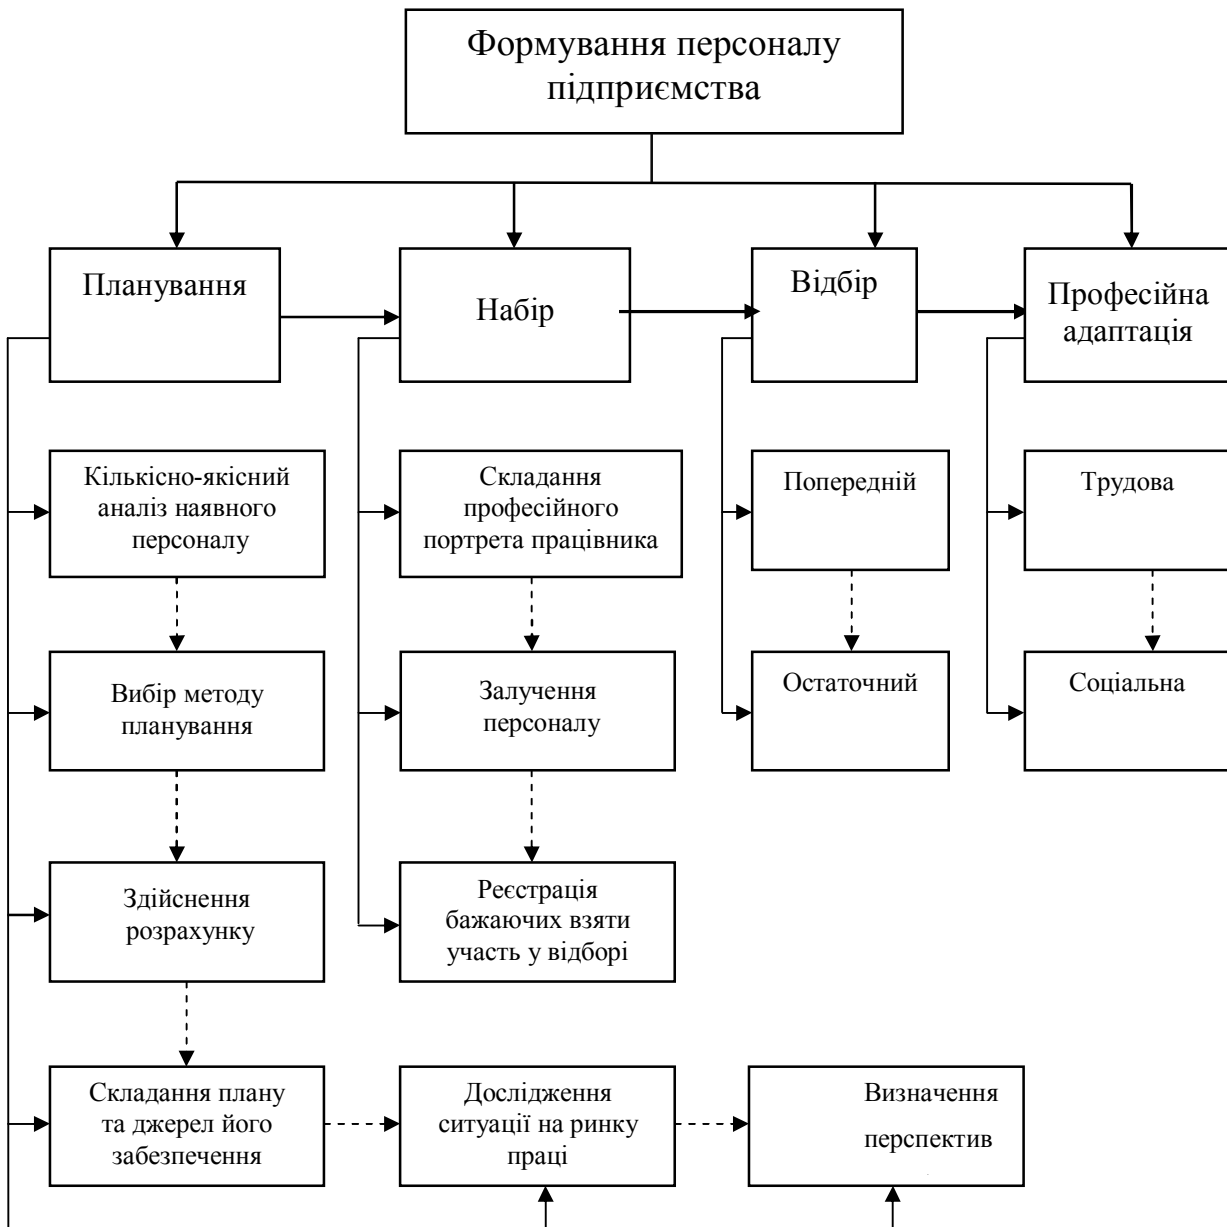 Формування персоналу
підприємства
Планування
Набір
Відбір
Професійна
адаптація
Кількісно-якісний
аналіз наявного
персоналу
Складання
професійного
портрета працівника
Попередній
Трудова
Вибір методу
планування
Залучення
персоналу
Остаточний
Соціальна
Здійснення
розрахунку
Реєстрація
бажаючих взяти
участь у відборі
Складання плану
та джерел його
забезпечення
Дослідження
ситуації на ринку
праці
Визначення
перспектив